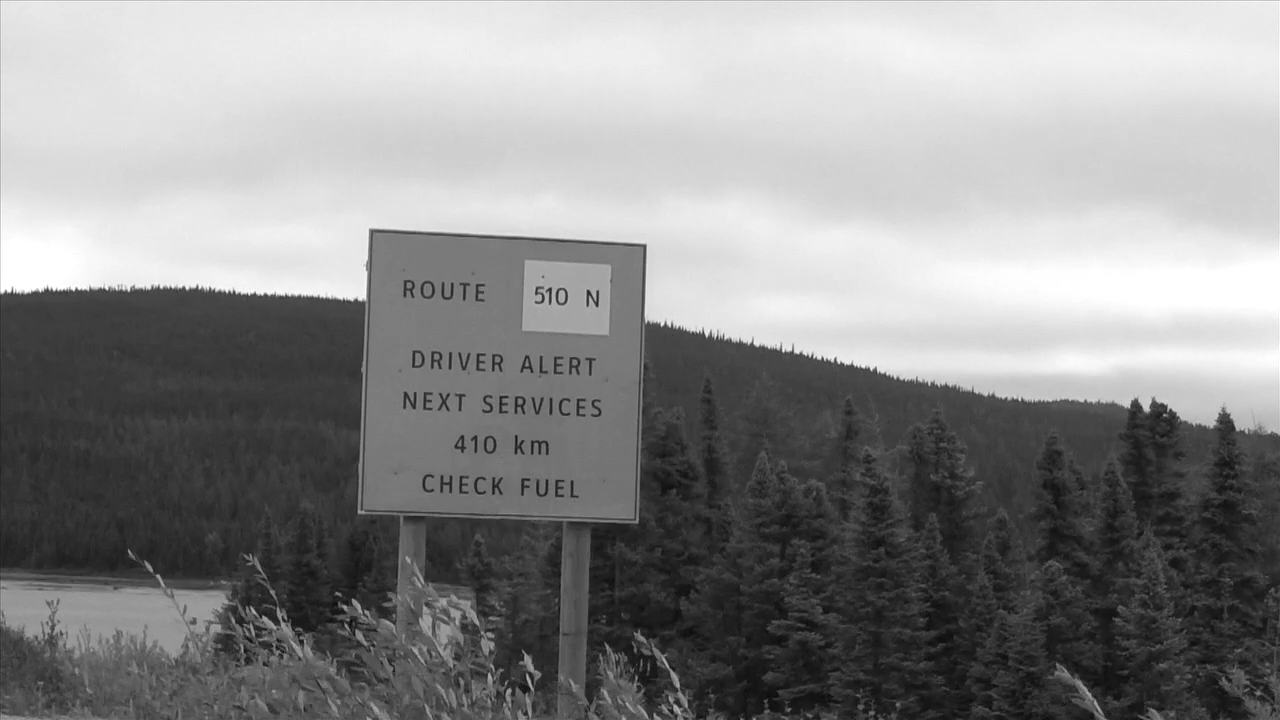 ROUTE 510 N
DRIVER ALERT
NEXT SERVICES
410 km
CHECK FUEL